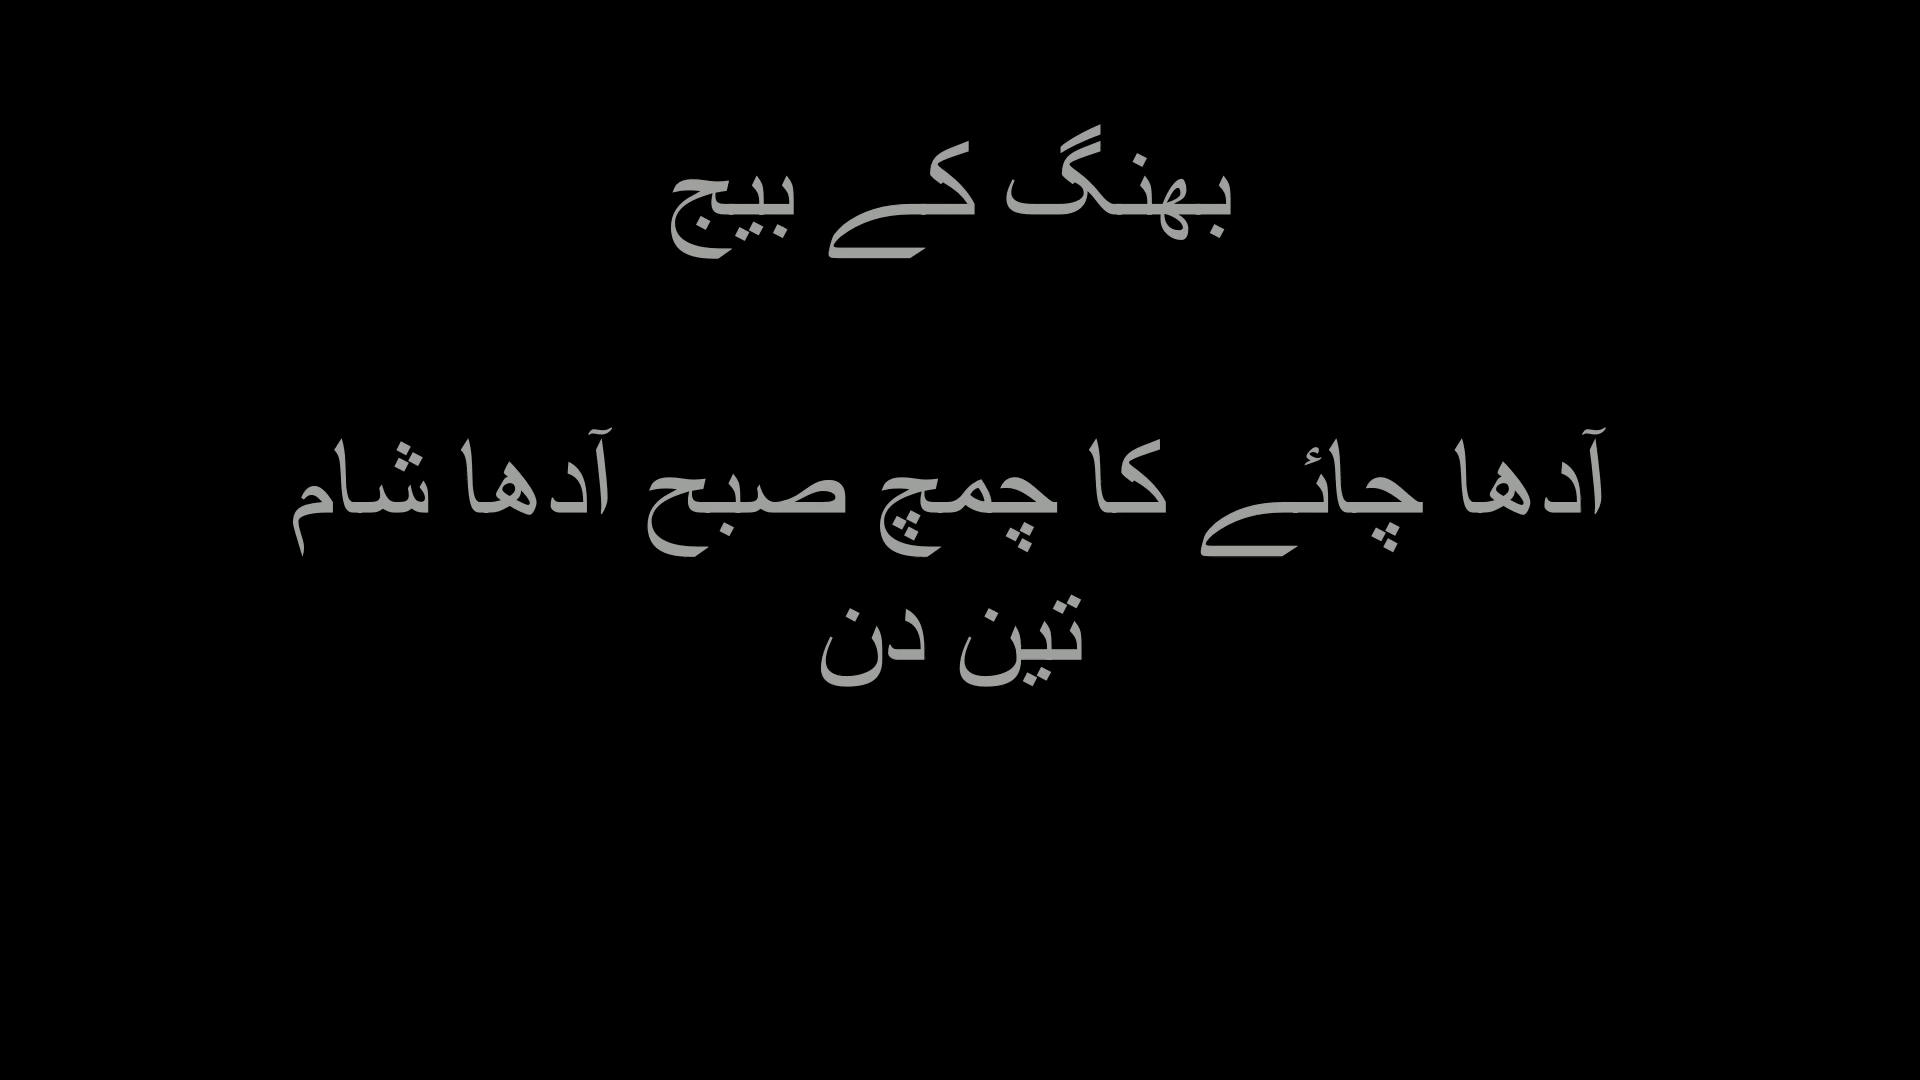 بھنگ کے بیج
آدھا چائے کا چمچ صبح آدھا شام
تین دن